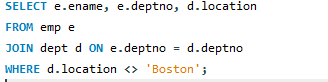 SELECT e.ename, e.deptno, d.location
FROM emp e
JOIN dept d ON e.deptno = d.deptno
WHERE d.location <> 'Boston';